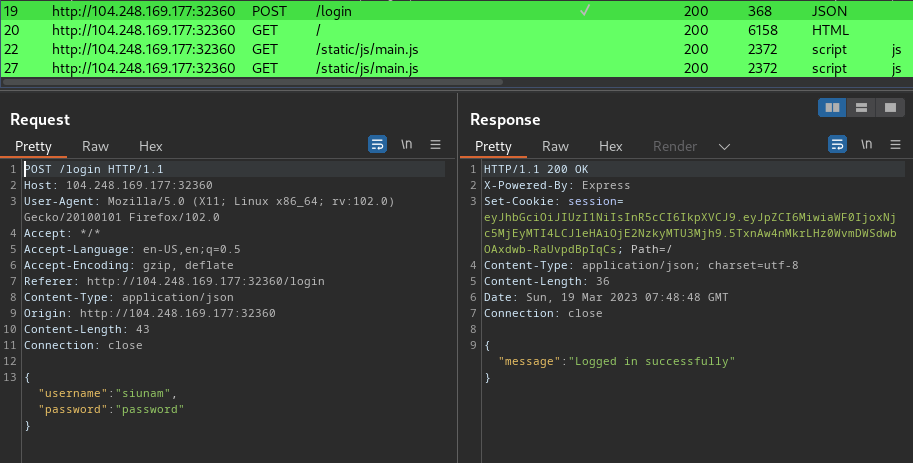 19 http://104.248.169.177:32360 POST /login ✓ 200 368 JSON
20 http://104.248.169.177:32360 GET / 200 6158 HTML
22 http://104.248.169.177:32360 GET /static/js/main.js 200 2372 script js
27 http://104.248.169.177:32360 GET /static/js/main.js 200 2372 script js
Request
Pretty Raw Hex \n
1 POST /login HTTP/1.1
2 Host: 104.248.169.177:32360
3 User-Agent: Mozilla/5.0 (X11; Linux x86_64; rv:102.0)
Gecko/20100101 Firefox/102.0
4 Accept: */*
5 Accept-Language: en-US,en;q=0.5
6 Accept-Encoding: gzip, deflate
7 Referer: http://104.248.169.177:32360/login
8 Content-Type: application/json
9 Origin: http://104.248.169.177:32360
10 Content-Length: 43
11 Connection: close
12
13 {
"username":"siunam",
"password":"password"
}
Response
Pretty Raw Hex Render \n
1 HTTP/1.1 200 OK
2 X-Powered-By: Express
3 Set-Cookie: session=
eyJhbGciOiJIUzI1NiIsInR5cCI6IkpXVCJ9.eyJpZCI6MiwiaWF0IjoxNj
c5MjEyMTI4LCJleHAiOjE2NzkyMTU3Mjh9.5TxnAw4nMkrLHz0WvmDWSdwb
OAxdwb-RaUvpdBpIqCs; Path=/
4 Content-Type: application/json; charset=utf-8
5 Content-Length: 36
6 Date: Sun, 19 Mar 2023 07:48:48 GMT
7 Connection: close
8
9 {
"message":"Logged in successfully"
}